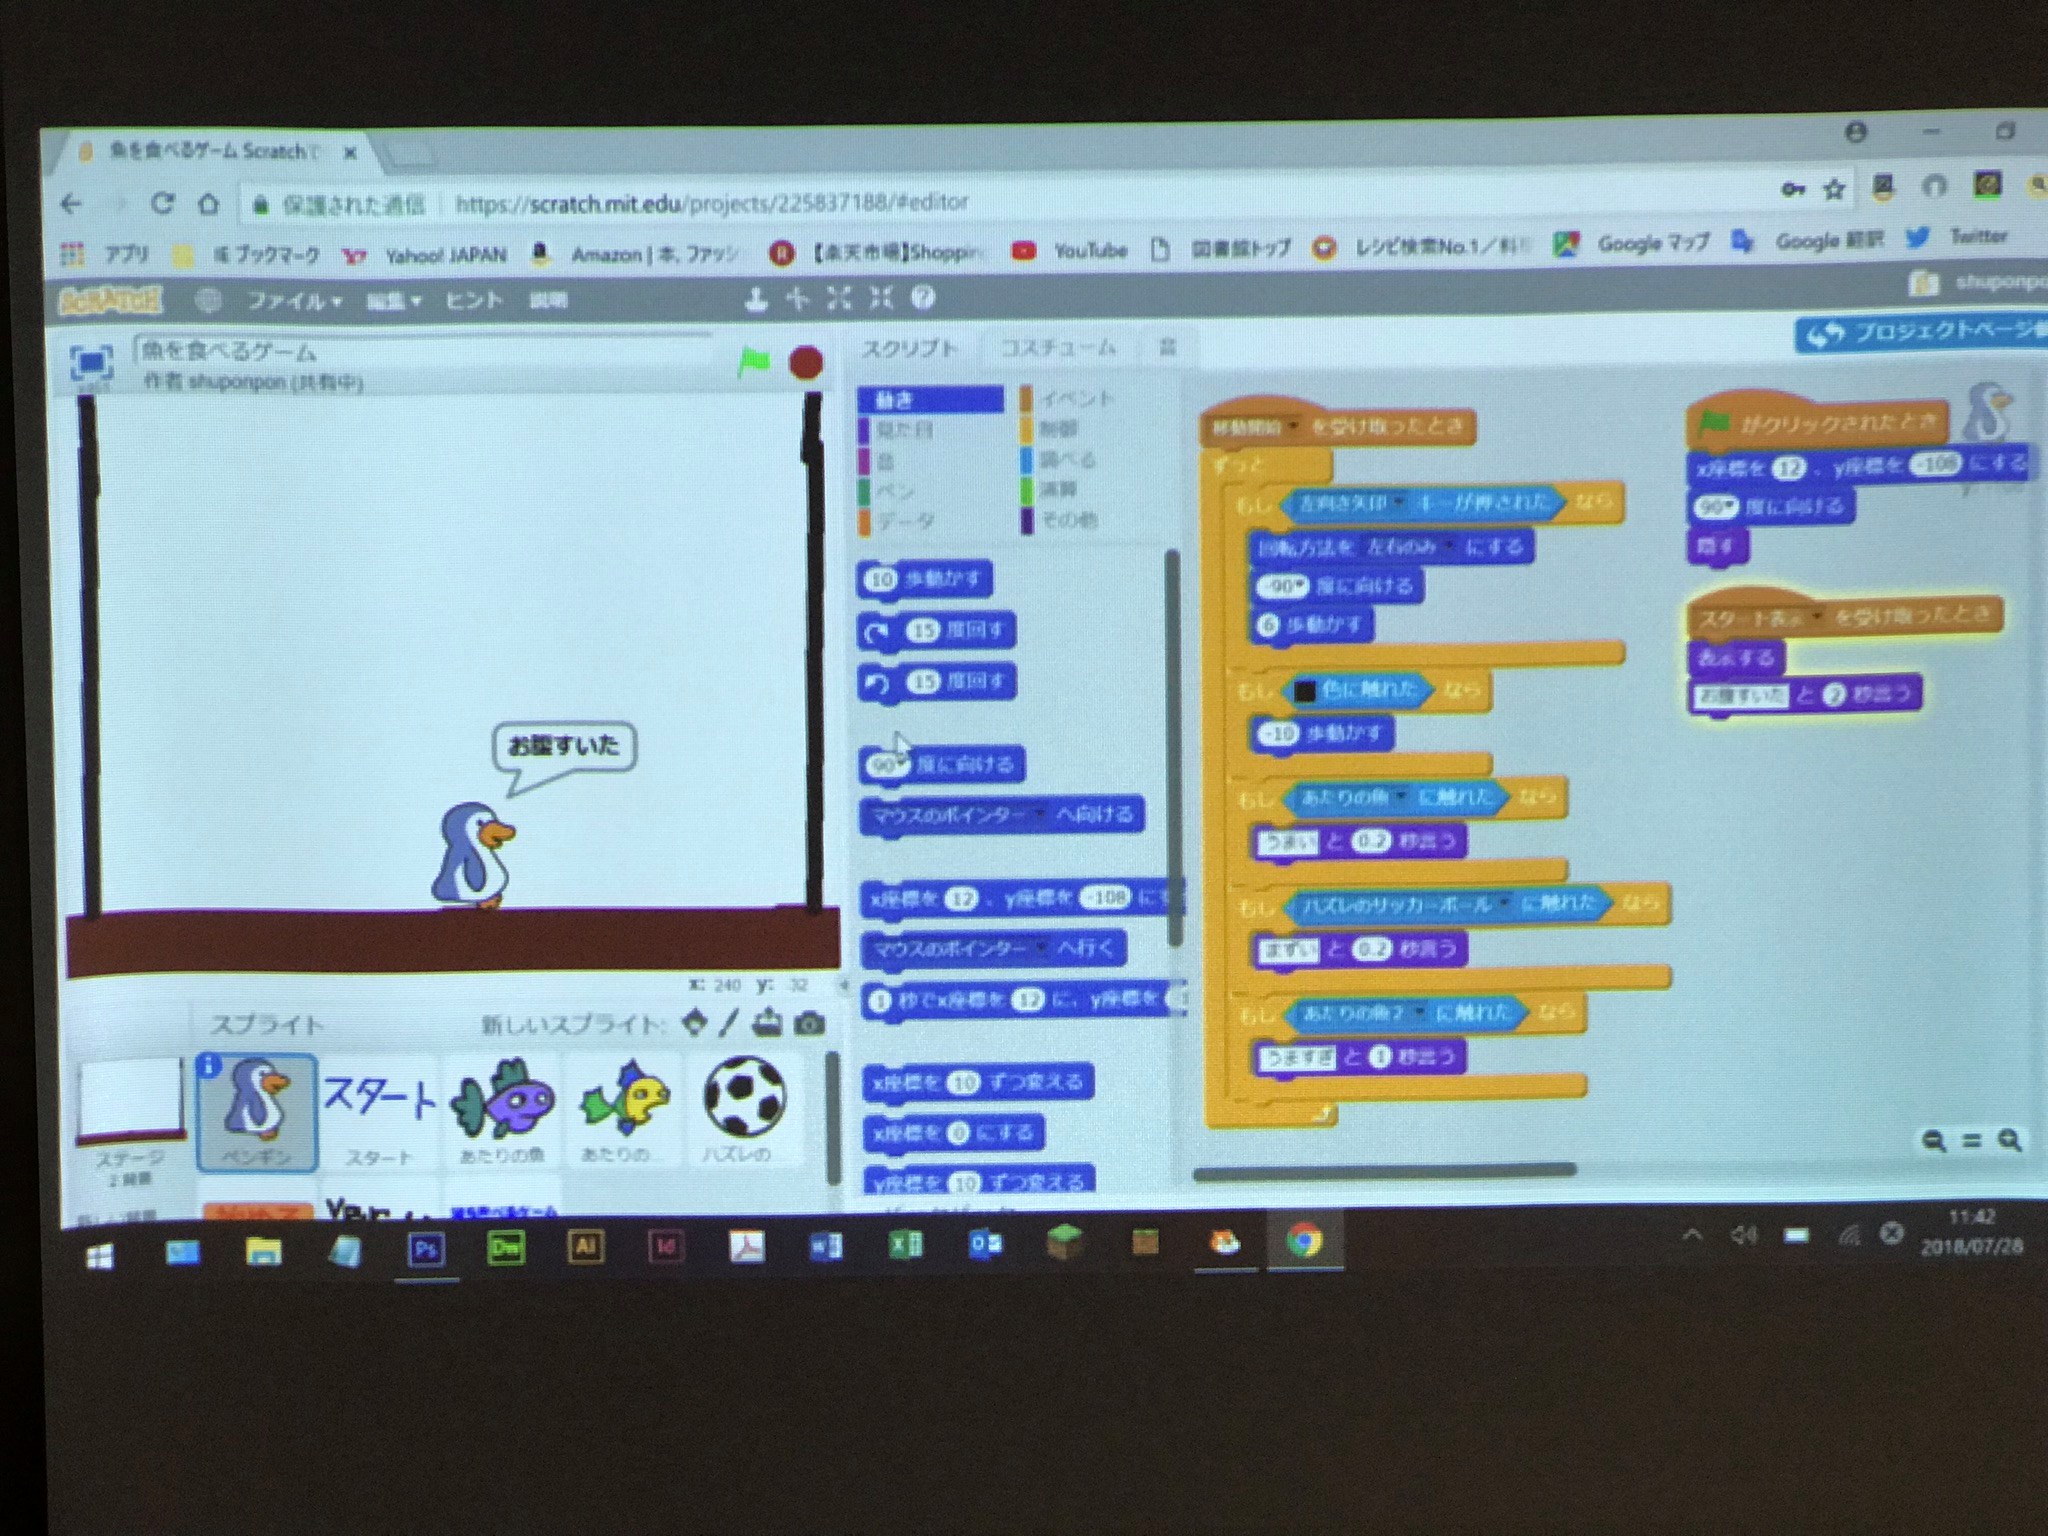 魚を食べるゲーム Scratchで
保護された通信 https://scratch.mit.edu/projects/225837188/#editor
アプリ ブックマーク Yahoo! JAPAN Amazon | 本, ファッシ 【楽天市場】Shoppin YouTube 図書館トップ レシピ検索No.1／料 Google マップ Google 翻訳 Twitter
SCRATCH ファイル 編集 ヒント 説明 shuponpo
プロジェクトページ
魚を食べるゲーム
作者 shuponpon (共有中)
スクリプト コスチューム 音
動き イベント
見た目 制御
音 調べる
ペン 演算
データ その他
10 歩動かす
15 度回す
15 度回す
90 度に向ける
マウスのポインター へ向ける
x座標を 12 、y座標を -108 に
マウスのポインター へ行く
1 秒でx座標を 12 に、y座標を
x座標を 10 ずつ変える
x座標を 0 にする
y座標を 10 ずつ変える
移動開始 を受け取ったとき
ずっと
もし 左向き矢印 キーが押された なら
回転方法を 左右のみ にする
-90 度に向ける
6 歩動かす
もし 色に触れた なら
-10 歩動かす
もし あたりの魚 に触れた なら
うまい と 0.2 秒言う
もし ハズレのサッカーボール に触れた なら
まずい と 0.2 秒言う
もし あたりの魚2 に触れた なら
うますぎ と 1 秒言う
がクリックされたとき
x座標を 12 、y座標を -108 にする
90 度に向ける
隠す
スタート表示 を受け取ったとき
表示する
お腹すいた と 2 秒言う
お腹すいた
x: 240 y: 32
スプライト 新しいスプライト:
スタート
ステージ
2 背景
ペンギン スタート あたりの魚 あたりの... ハズレの
Ps Dw Ai Id
11:42
2018/07/28